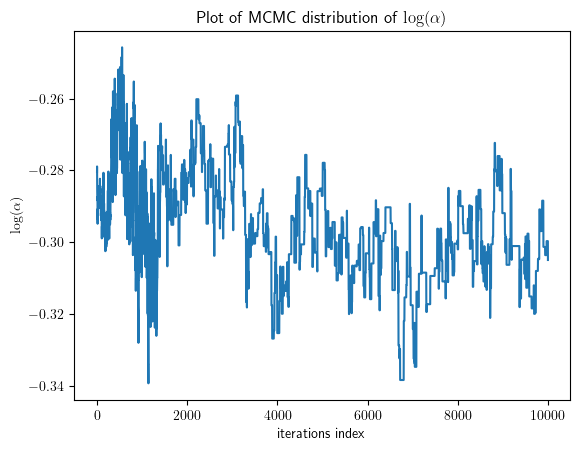 Plot of MCMC distribution of log(α)
−0.26
−0.28
−0.30
−0.32
−0.34
log(α)
0 2000 4000 6000 8000 10000
iterations index